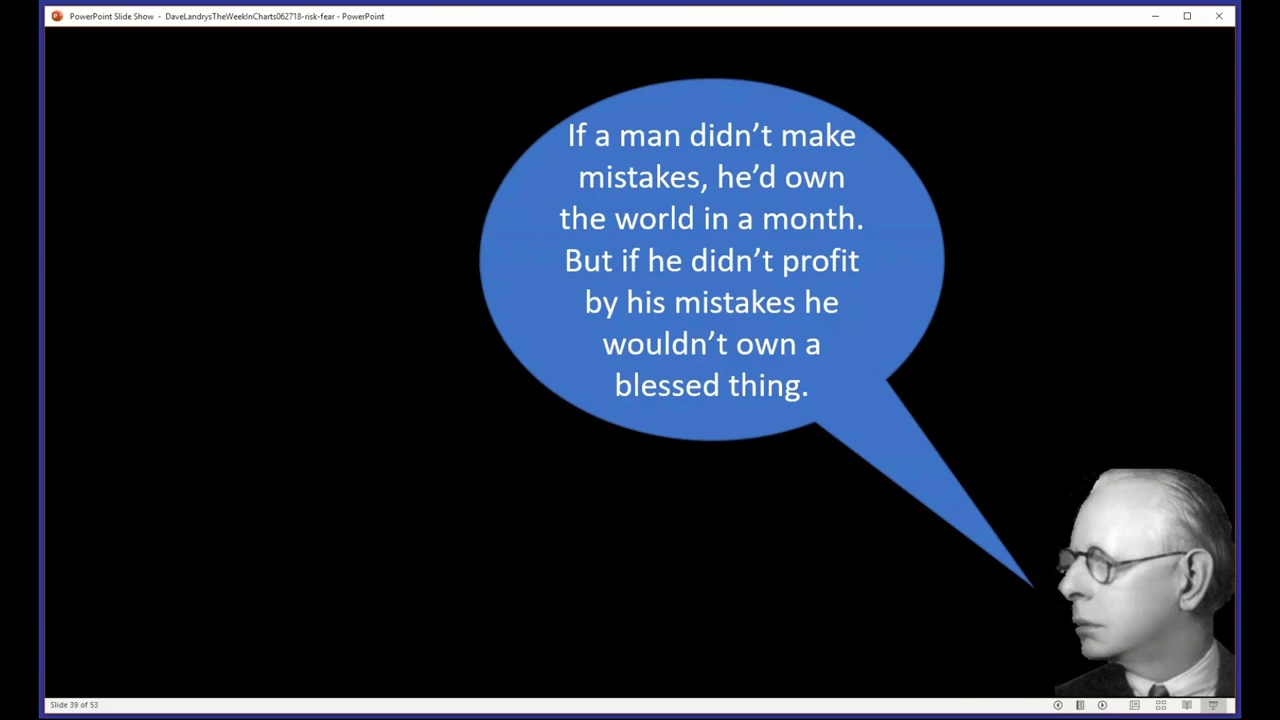 PowerPoint Slide Show - DaveLandrysTheWeekInCharts062718-risk-fear - PowerPoint
If a man didn’t make
mistakes, he’d own
the world in a month.
But if he didn’t profit
by his mistakes he
wouldn’t own a
blessed thing.
Slide 39 of 53